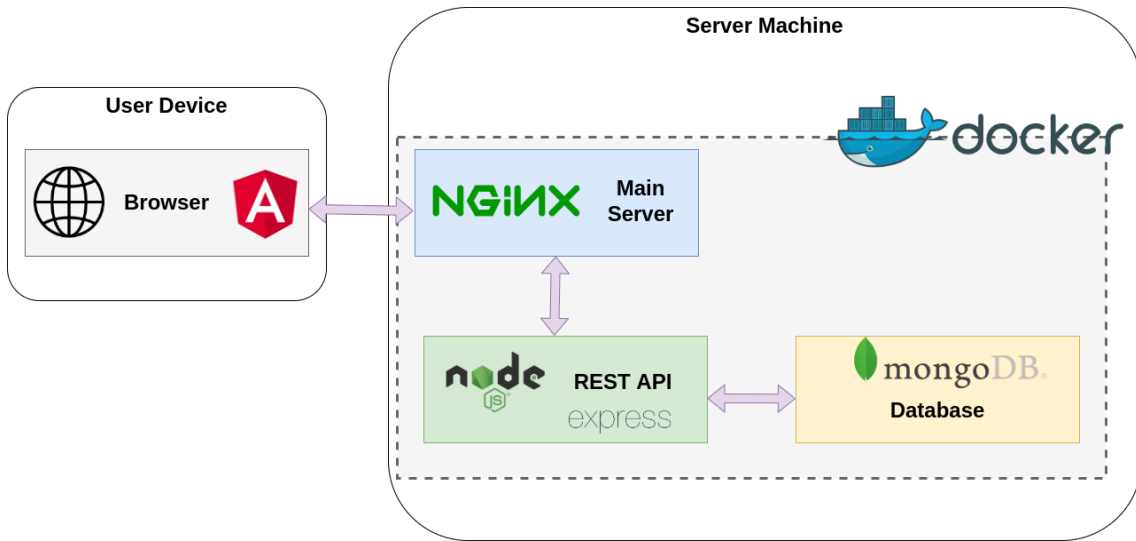 Server Machine
User Device
docker
Browser
A
NGiNX
Main
Server
node
JS
REST API
express
mongoDB®
Database